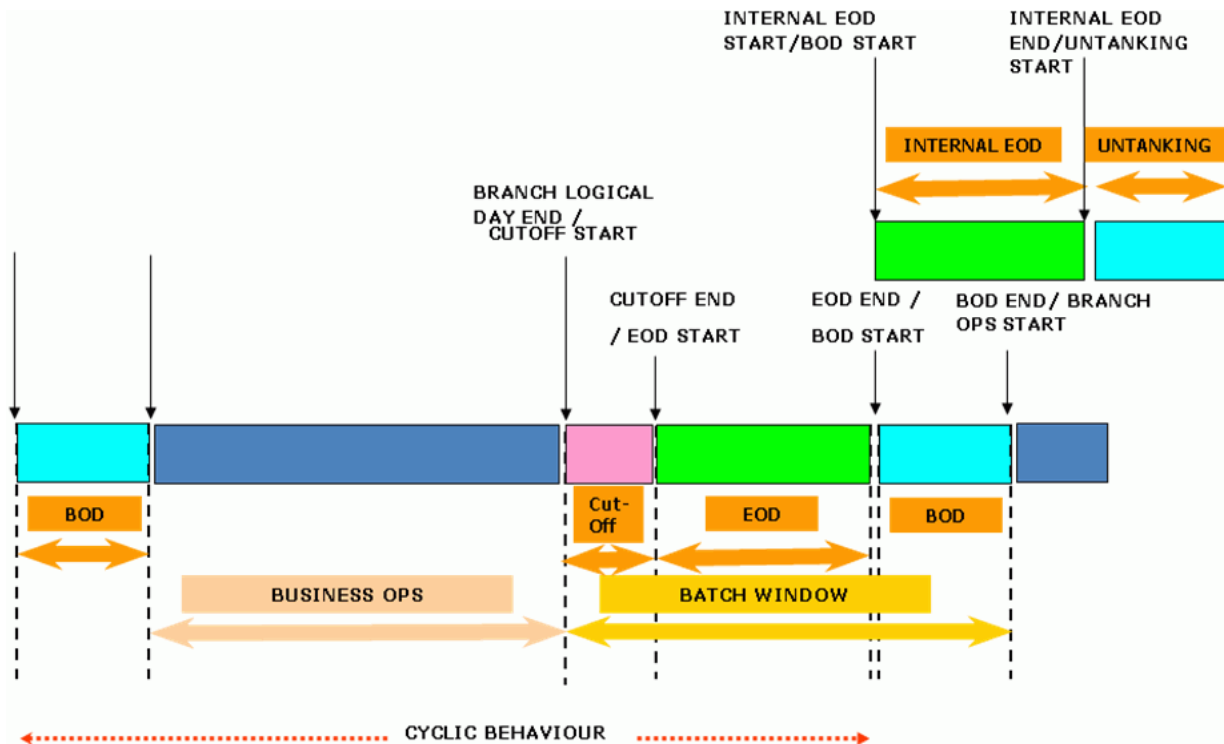 INTERNAL EOD
START/BOD START
INTERNAL EOD
END/UNTANKING
START
INTERNAL EOD
UNTANKING
BRANCH LOGICAL
DAY END /
CUTOFF START
CUTOFF END
/ EOD START
EOD END /
BOD START
BOD END/ BRANCH
OPS START
BOD
Cut-
Off
EOD
BOD
BUSINESS OPS
BATCH WINDOW
CYCLIC BEHAVIOUR